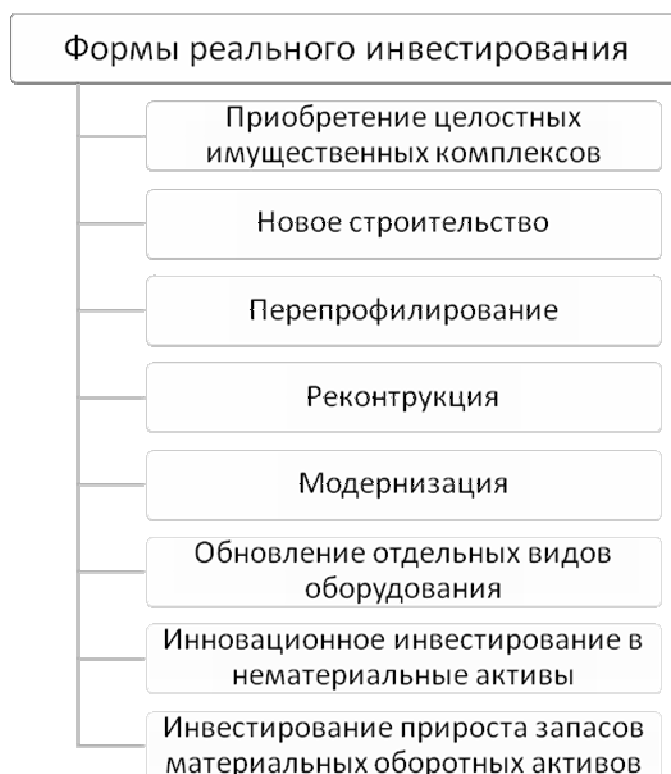 Формы реального инвестирования
Приобретение целостных
имущественных комплексов
Новое строительство
Перепрофилирование
Реконтрукция
Модернизация
Обновление отдельных видов
оборудования
Инновационное инвестирование в
нематериальные активы
Инвестирование прироста запасов
материальных оборотных активов